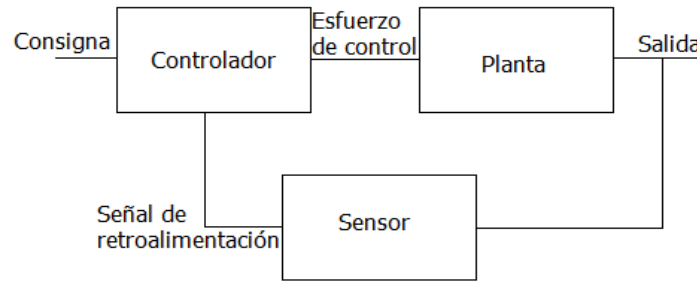 Consigna
Controlador
Esfuerzo
de control
Planta
Salida
Señal de
retroalimentación
Sensor